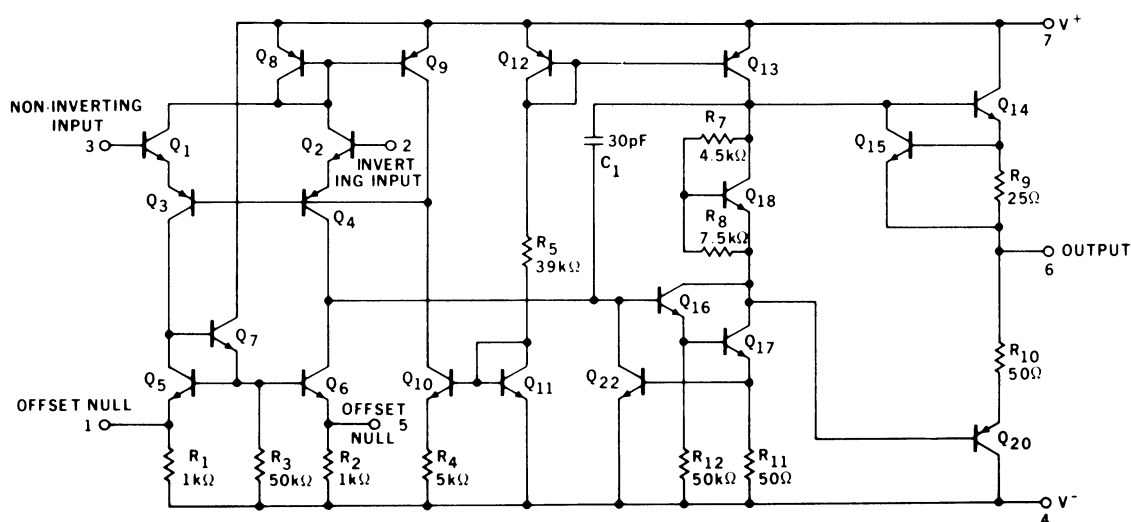 V+
7
Q8
Q9
Q12
Q13
NON-INVERTING
INPUT
3
Q1
Q2
2
INVERT
ING INPUT
30pF
C1
R7
4.5kΩ
Q14
Q15
Q3
Q4
Q18
R8
7.5kΩ
R9
25Ω
R5
39kΩ
6
OUTPUT
Q16
Q7
Q17
R10
50Ω
Q5
Q6
Q10
Q11
Q22
OFFSET NULL
1
OFFSET
NULL
5
Q20
R1
1kΩ
R3
50kΩ
R2
1kΩ
R4
5kΩ
R12
50kΩ
R11
50Ω
V-
4